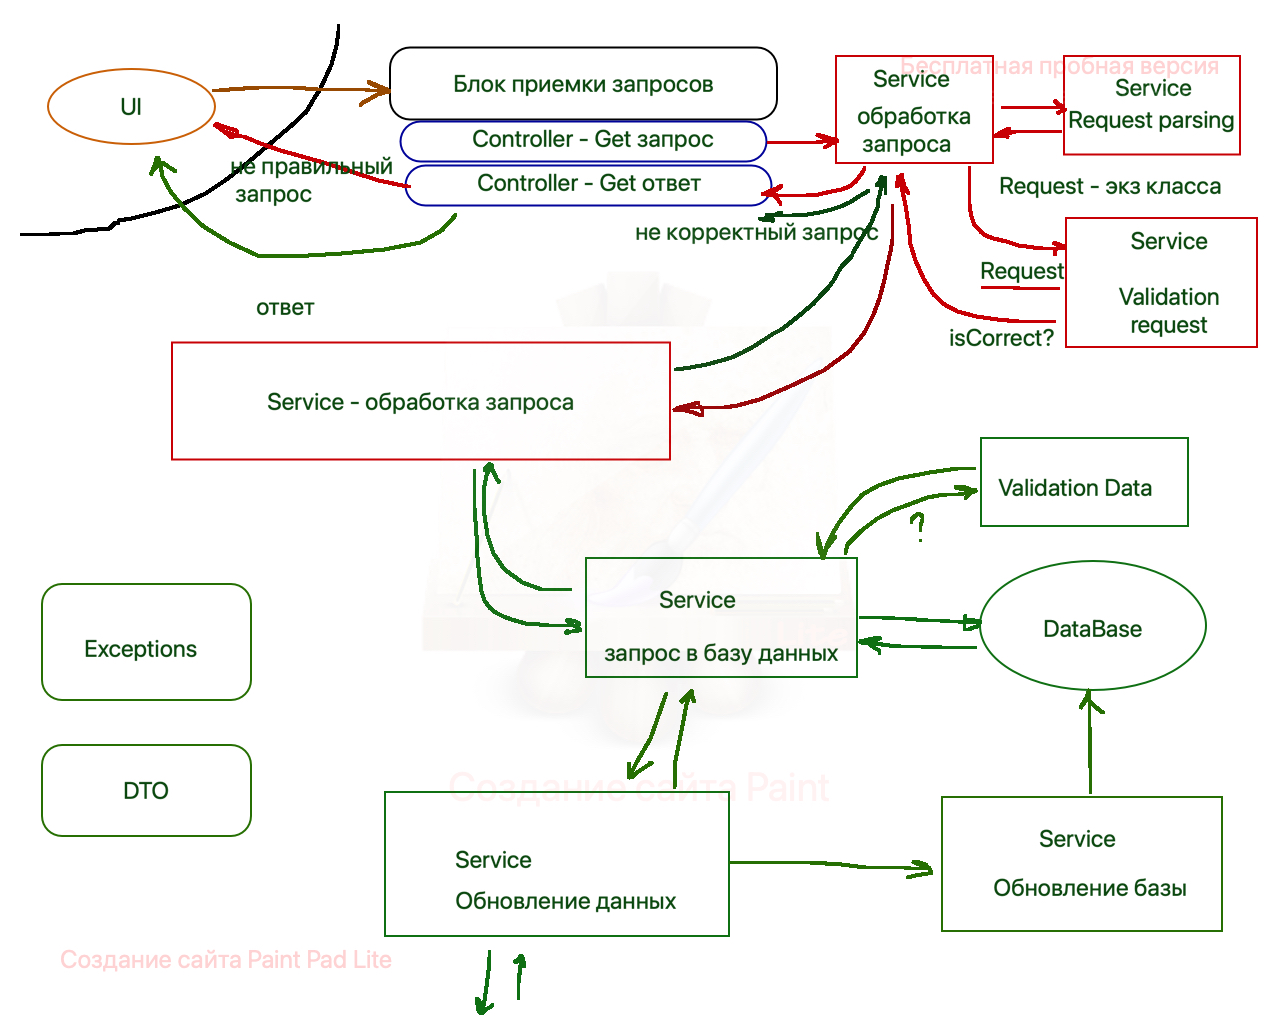 Бесплатная пробная версия
UI
Блок приемки запросов
Controller - Get запрос
Controller - Get ответ
Service
обработка
запроса
Service
Request parsing
не правильный
запрос
Request - экз класса
не корректный запрос
Service
Validation
request
Request
isCorrect?
ответ
Service - обработка запроса
Validation Data
?
Service
запрос в базу данных
DataBase
Exceptions
DTO
Создание сайта Paint
Service
Обновление данных
Service
Обновление базы
Создание сайта Paint Pad Lite